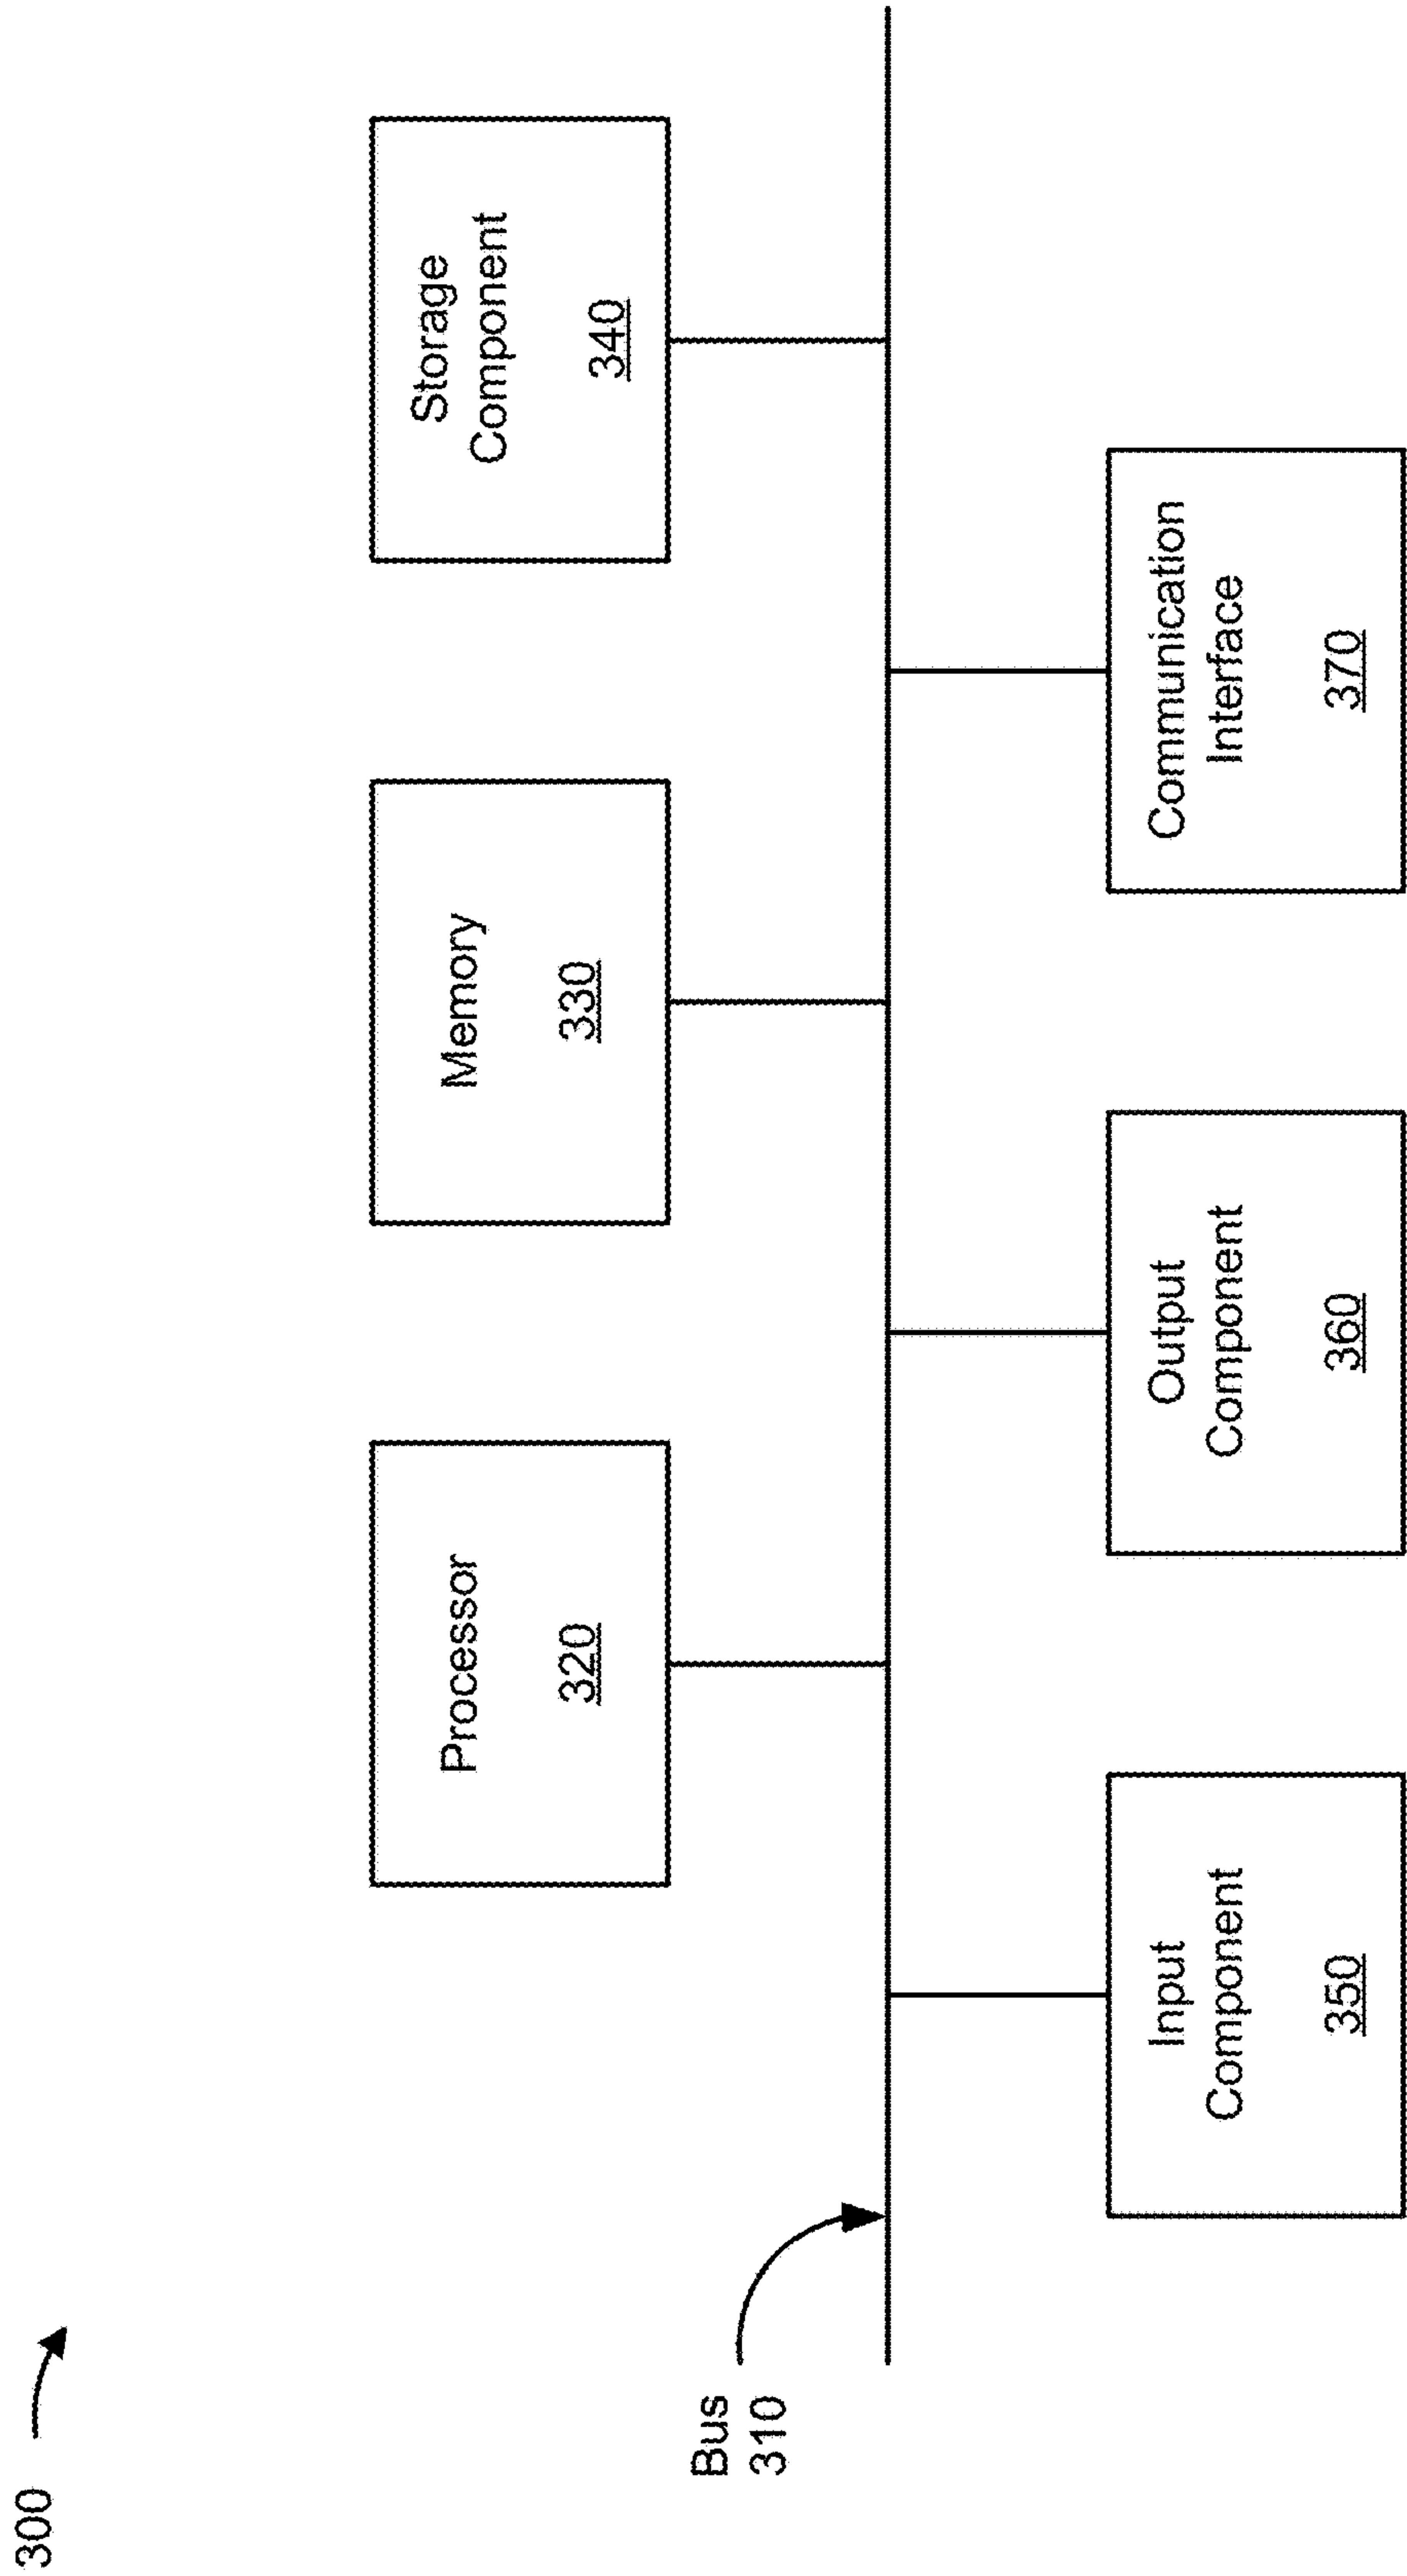 300
Bus
310
Processor
320
Memory
330
Storage
Component
340
Input
Component
350
Output
Component
360
Communication
Interface
370